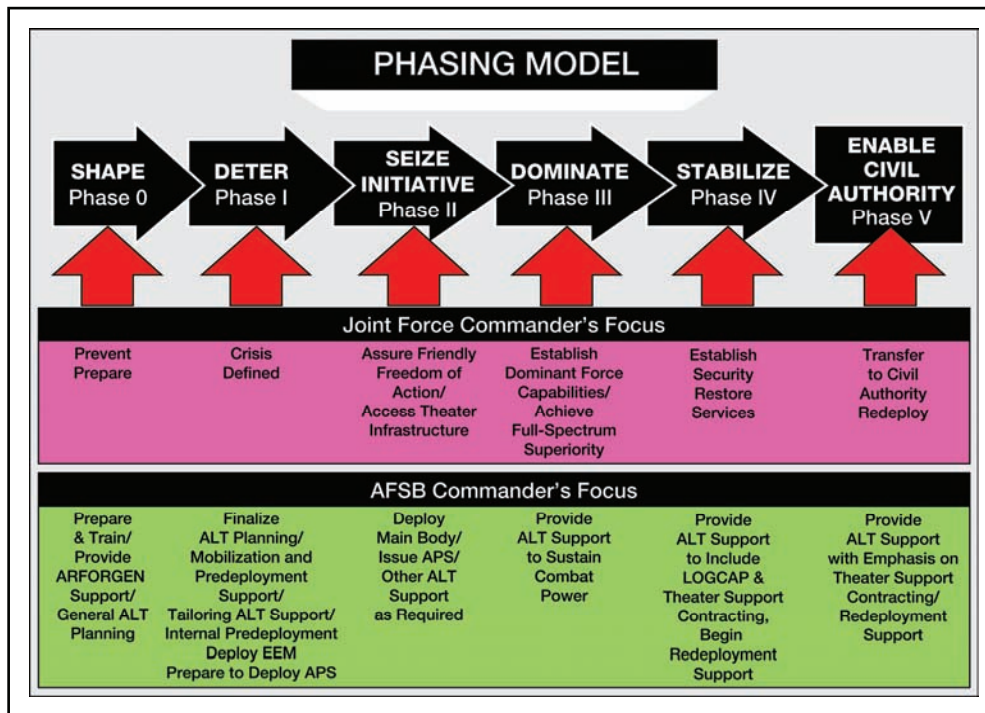 PHASING MODEL
SHAPE
Phase 0
DETER
Phase I
SEIZE
INITIATIVE
Phase II
DOMINATE
Phase III
STABILIZE
Phase IV
ENABLE
CIVIL
AUTHORITY
Phase V
Joint Force Commander's Focus
Prevent
Prepare
Crisis
Defined
Assure Friendly
Freedom of
Action/
Access Theater
Infrastructure
Establish
Dominant Force
Capabilities/
Achieve
Full-Spectrum
Superiority
Establish
Security
Restore
Services
Transfer
to Civil
Authority
Redeploy
AFSB Commander's Focus
Prepare
& Train/
Provide
ARFORGEN
Support/
General ALT
Planning
Finalize
ALT Planning/
Mobilization and
Predeployment
Support/
Tailoring ALT Support/
Internal Predeployment
Deploy EEM
Prepare to Deploy APS
Deploy
Main Body/
Issue APS/
Other ALT
Support
as Required
Provide
ALT Support
to Sustain
Combat
Power
Provide
ALT Support
to Include
LOGCAP &
Theater Support
Contracting,
Begin
Redeployment
Support
Provide
ALT Support
with Emphasis on
Theater Support
Contracting/
Redeployment
Support